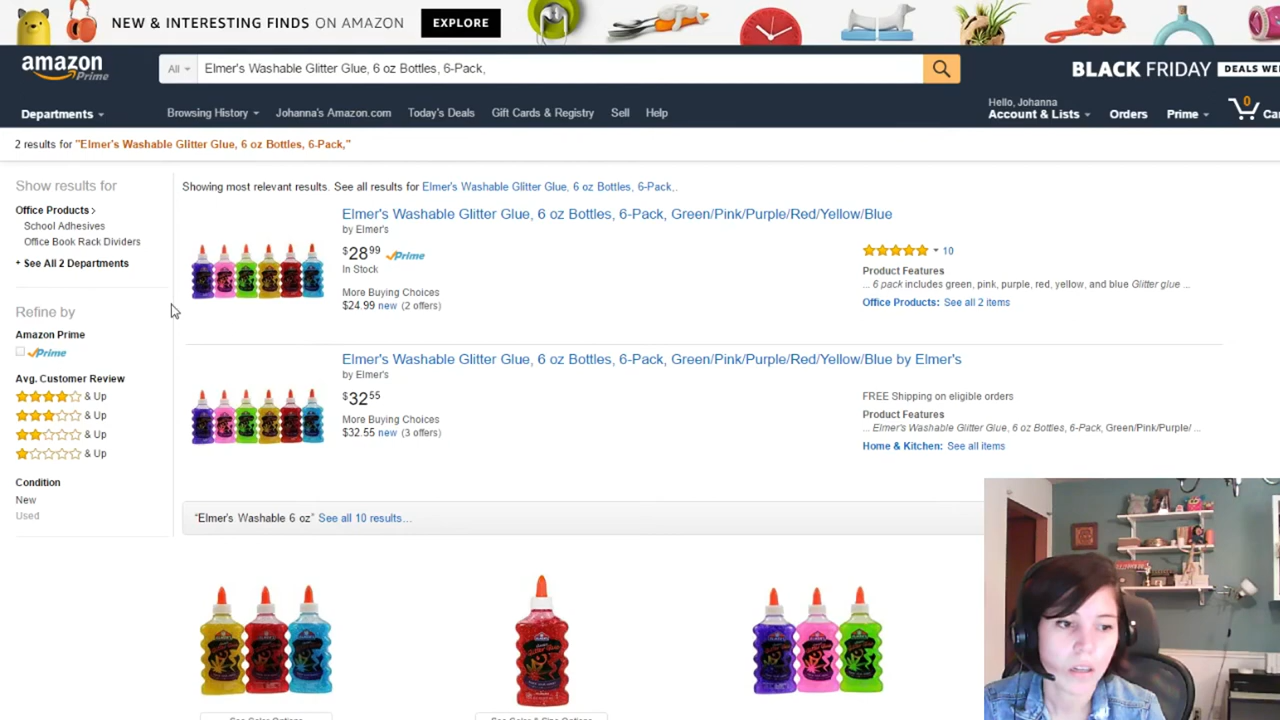 NEW & INTERESTING FINDS ON AMAZON EXPLORE
amazon Prime
All Elmer's Washable Glitter Glue, 6 oz Bottles, 6-Pack,
BLACK FRIDAY DEALS WE
Departments Browsing History Johanna's Amazon.com Today's Deals Gift Cards & Registry Sell Help
Hello, Johanna
Account & Lists Orders Prime 0 Ca
2 results for "Elmer's Washable Glitter Glue, 6 oz Bottles, 6-Pack,"
Show results for
Office Products
School Adhesives
Office Book Rack Dividers
+ See All 2 Departments
Refine by
Amazon Prime
Prime
Avg. Customer Review
& Up
& Up
& Up
& Up
Condition
New
Used
Showing most relevant results. See all results for Elmer's Washable Glitter Glue, 6 oz Bottles, 6-Pack,.
Elmer's Washable Glitter Glue, 6 oz Bottles, 6-Pack, Green/Pink/Purple/Red/Yellow/Blue
by Elmer's
$28 99 Prime
In Stock
More Buying Choices
$24.99 new (2 offers)
10
Product Features
... 6 pack includes green, pink, purple, red, yellow, and blue Glitter glue ...
Office Products: See all 2 items
Elmer's Washable Glitter Glue, 6 oz Bottles, 6-Pack, Green/Pink/Purple/Red/Yellow/Blue by Elmer's
by Elmer's
$32 55
More Buying Choices
$32.55 new (3 offers)
FREE Shipping on eligible orders
Product Features
... Elmer's Washable Glitter Glue, 6 oz Bottles, 6-Pack, Green/Pink/Purple/ ...
Home & Kitchen: See all items
"Elmer's Washable 6 oz" See all 10 results...
See Color Options
See Color & Size Options